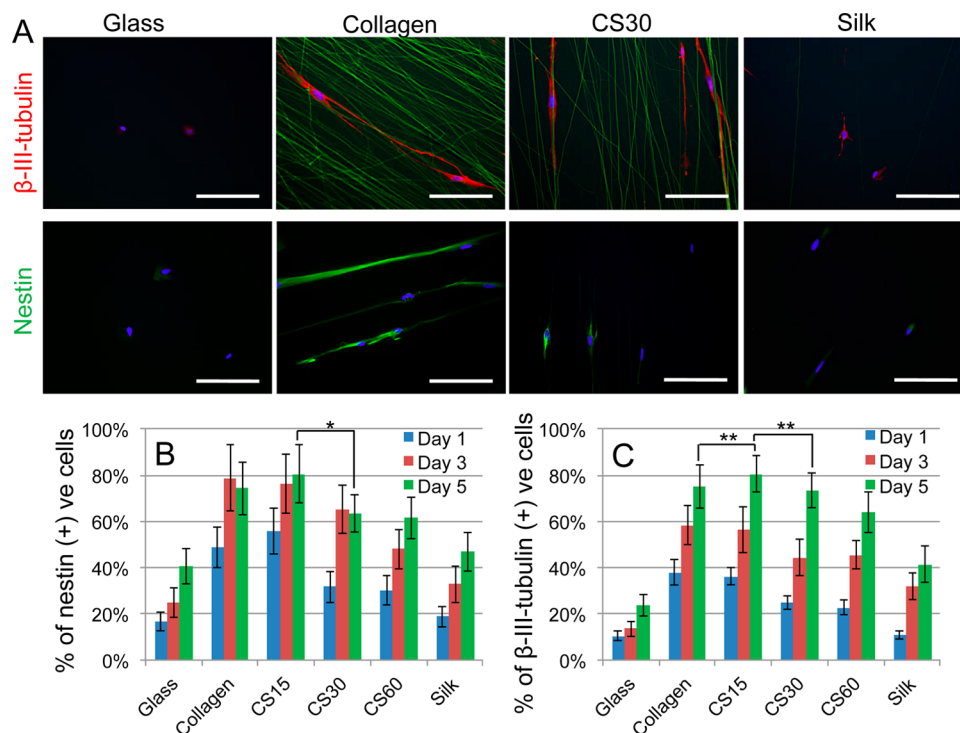 Glass Collagen CS30 Silk
A
β-III-tubulin
Nestin
B
% of nestin (+) ve cells
100%
80%
60%
40%
20%
0%
*
Day 1
Day 3
Day 5
Glass Collagen CS15 CS30 CS60 Silk
C
% of β-III-tubulin (+) ve cells
100%
80%
60%
40%
20%
0%
** **
Day 1
Day 3
Day 5
Glass Collagen CS15 CS30 CS60 Silk